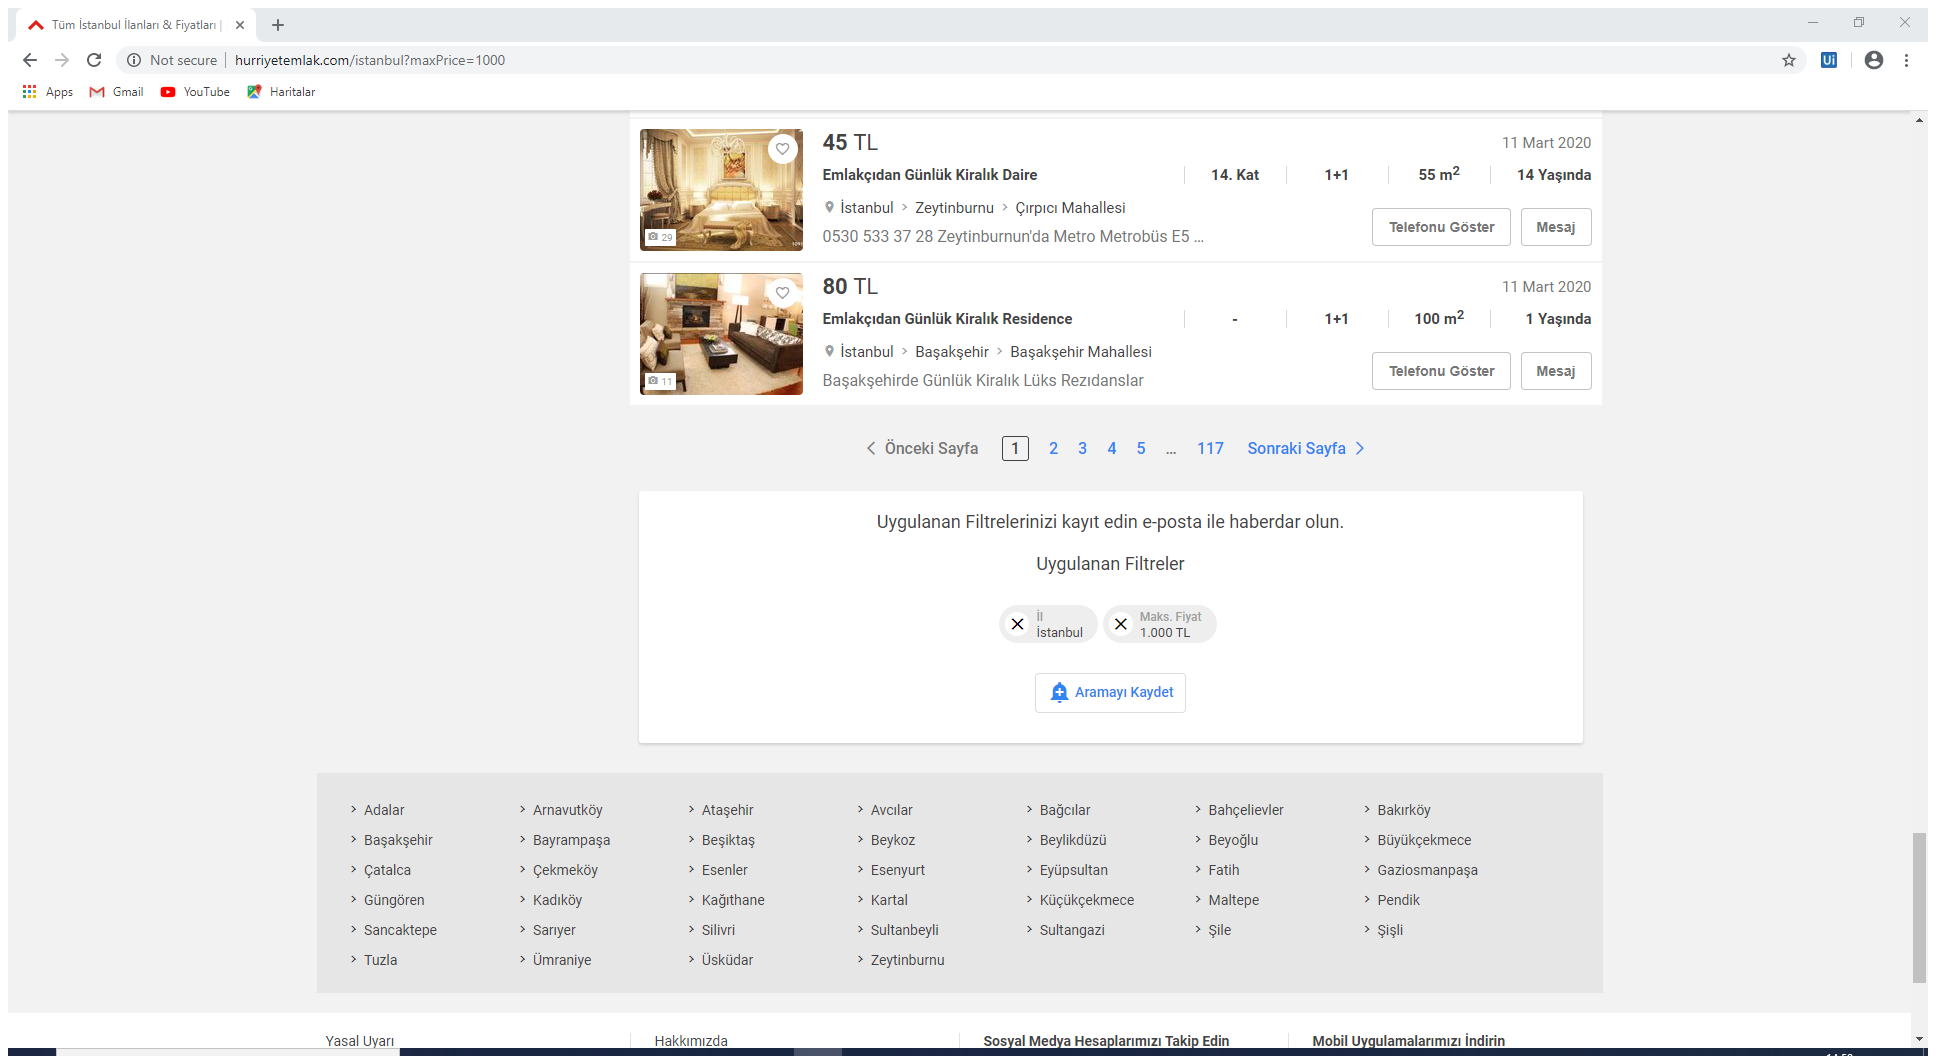 Tüm İstanbul İlanları & Fiyatları |
Not secure | hurriyetemlak.com/istanbul?maxPrice=1000
Ui
Apps Gmail YouTube Haritalar
45 TL 11 Mart 2020
Emlakçıdan Günlük Kiralık Daire 14. Kat 1+1 55 m2 14 Yaşında
İstanbul > Zeytinburnu > Çırpıcı Mahallesi
29 0530 533 37 28 Zeytinburnun'da Metro Metrobüs E5 ... Telefonu Göster Mesaj
80 TL 11 Mart 2020
Emlakçıdan Günlük Kiralık Residence - 1+1 100 m2 1 Yaşında
İstanbul > Başakşehir > Başakşehir Mahallesi
11 Başakşehirde Günlük Kiralık Lüks Rezıdanslar Telefonu Göster Mesaj
< Önceki Sayfa 1 2 3 4 5 ... 117 Sonraki Sayfa >
Uygulanan Filtrelerinizi kayıt edin e-posta ile haberdar olun.
Uygulanan Filtreler
İl Maks. Fiyat
İstanbul 1.000 TL
Aramayı Kaydet
> Adalar > Arnavutköy > Ataşehir > Avcılar > Bağcılar > Bahçelievler > Bakırköy
> Başakşehir > Bayrampaşa > Beşiktaş > Beykoz > Beylikdüzü > Beyoğlu > Büyükçekmece
> Çatalca > Çekmeköy > Esenler > Esenyurt > Eyüpsultan > Fatih > Gaziosmanpaşa
> Güngören > Kadıköy > Kağıthane > Kartal > Küçükçekmece > Maltepe > Pendik
> Sancaktepe > Sarıyer > Silivri > Sultanbeyli > Sultangazi > Şile > Şişli
> Tuzla > Ümraniye > Üsküdar > Zeytinburnu
Yasal Uyarı Hakkımızda Sosyal Medya Hesaplarımızı Takip Edin Mobil Uygulamalarımızı İndirin